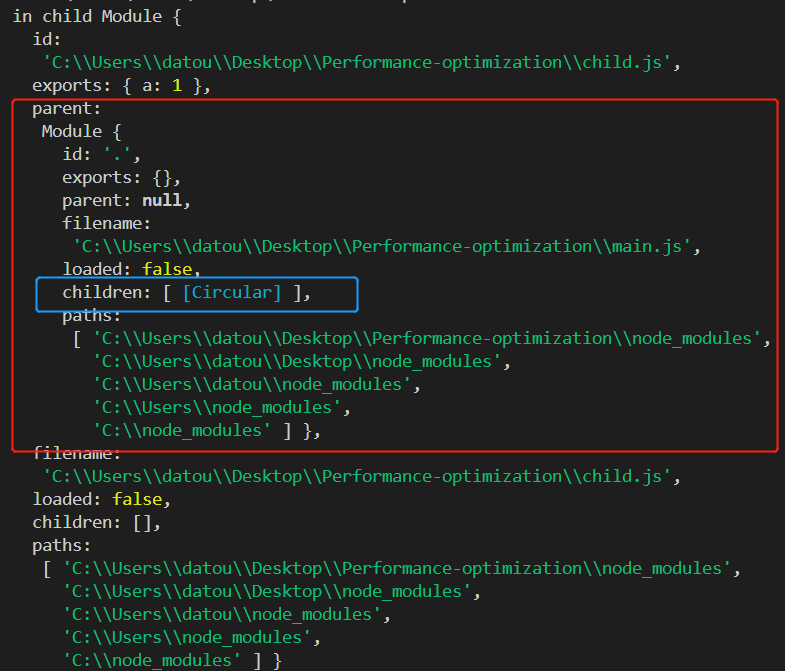 in child Module {
id:
'C:\\Users\\datou\\Desktop\\Performance-optimization\\child.js',
exports: { a: 1 },
parent:
Module {
id: '.',
exports: {},
parent: null,
filename:
'C:\\Users\\datou\\Desktop\\Performance-optimization\\main.js',
loaded: false,
children: [ [Circular] ],
paths:
[ 'C:\\Users\\datou\\Desktop\\Performance-optimization\\node_modules',
'C:\\Users\\datou\\Desktop\\node_modules',
'C:\\Users\\datou\\node_modules',
'C:\\Users\\node_modules',
'C:\\node_modules' ] },
filename:
'C:\\Users\\datou\\Desktop\\Performance-optimization\\child.js',
loaded: false,
children: [],
paths:
[ 'C:\\Users\\datou\\Desktop\\Performance-optimization\\node_modules',
'C:\\Users\\datou\\Desktop\\node_modules',
'C:\\Users\\datou\\node_modules',
'C:\\Users\\node_modules',
'C:\\node_modules' ] }